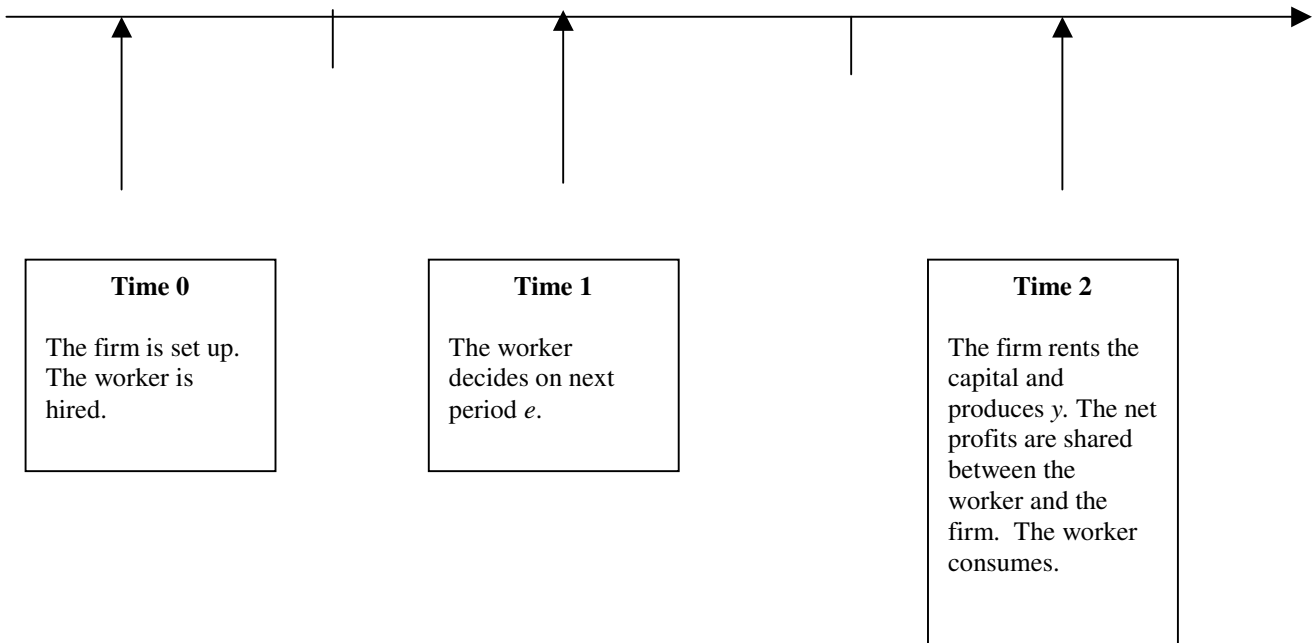 Time 0
The firm is set up.
The worker is
hired.
Time 1
The worker
decides on next
period e.
Time 2
The firm rents the
capital and
produces y. The net
profits are shared
between the
worker and the
firm.  The worker
consumes.